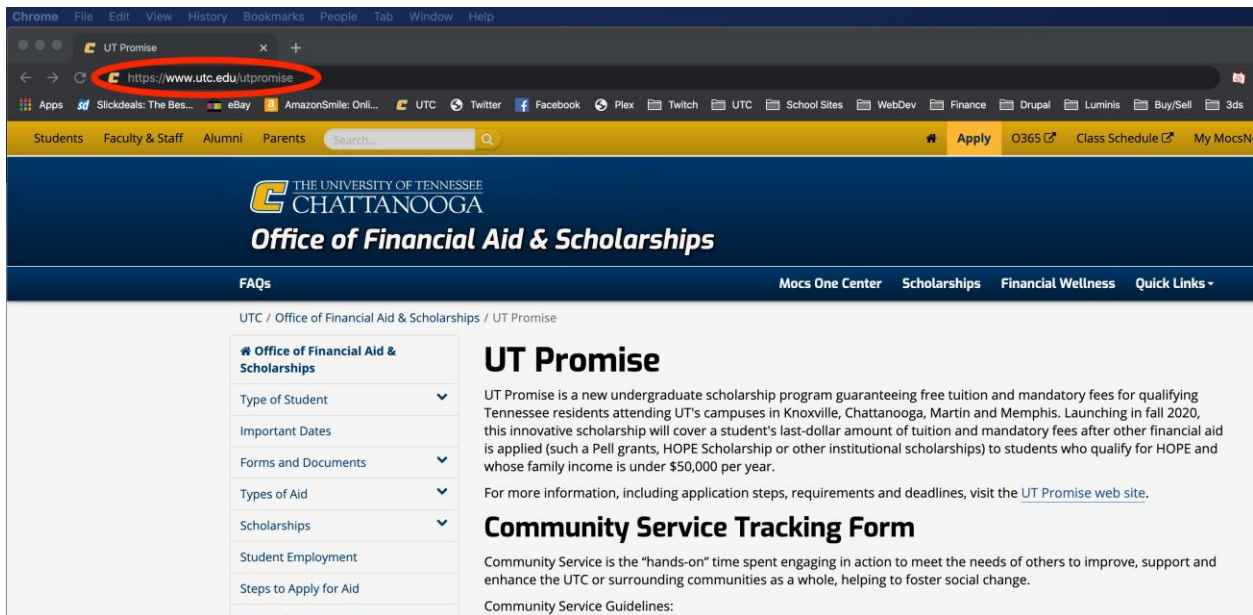 Chrome File Edit View History Bookmarks People Tab Window Help
UT Promise
https://www.utc.edu/utpromise
Apps Slickdeals: The Bes... eBay AmazonSmile: Onli... UTC Twitter Facebook Plex Twitch UTC School Sites WebDev Finance Drupal Luminis Buy/Sell 3ds
Students Faculty & Staff Alumni Parents Search... Apply O365 Class Schedule My MocsN
THE UNIVERSITY OF TENNESSEE
CHATTANOOGA
Office of Financial Aid & Scholarships
FAQs Mocs One Center Scholarships Financial Wellness Quick Links
UTC / Office of Financial Aid & Scholarships / UT Promise
Office of Financial Aid &
Scholarships
Type of Student
Important Dates
Forms and Documents
Types of Aid
Scholarships
Student Employment
Steps to Apply for Aid
UT Promise
UT Promise is a new undergraduate scholarship program guaranteeing free tuition and mandatory fees for qualifying
Tennessee residents attending UT's campuses in Knoxville, Chattanooga, Martin and Memphis. Launching in fall 2020,
this innovative scholarship will cover a student's last-dollar amount of tuition and mandatory fees after other financial aid
is applied (such a Pell grants, HOPE Scholarship or other institutional scholarships) to students who qualify for HOPE and
whose family income is under $50,000 per year.
For more information, including application steps, requirements and deadlines, visit the UT Promise web site.
Community Service Tracking Form
Community Service is the “hands-on” time spent engaging in action to meet the needs of others to improve, support and
enhance the UTC or surrounding communities as a whole, helping to foster social change.
Community Service Guidelines: